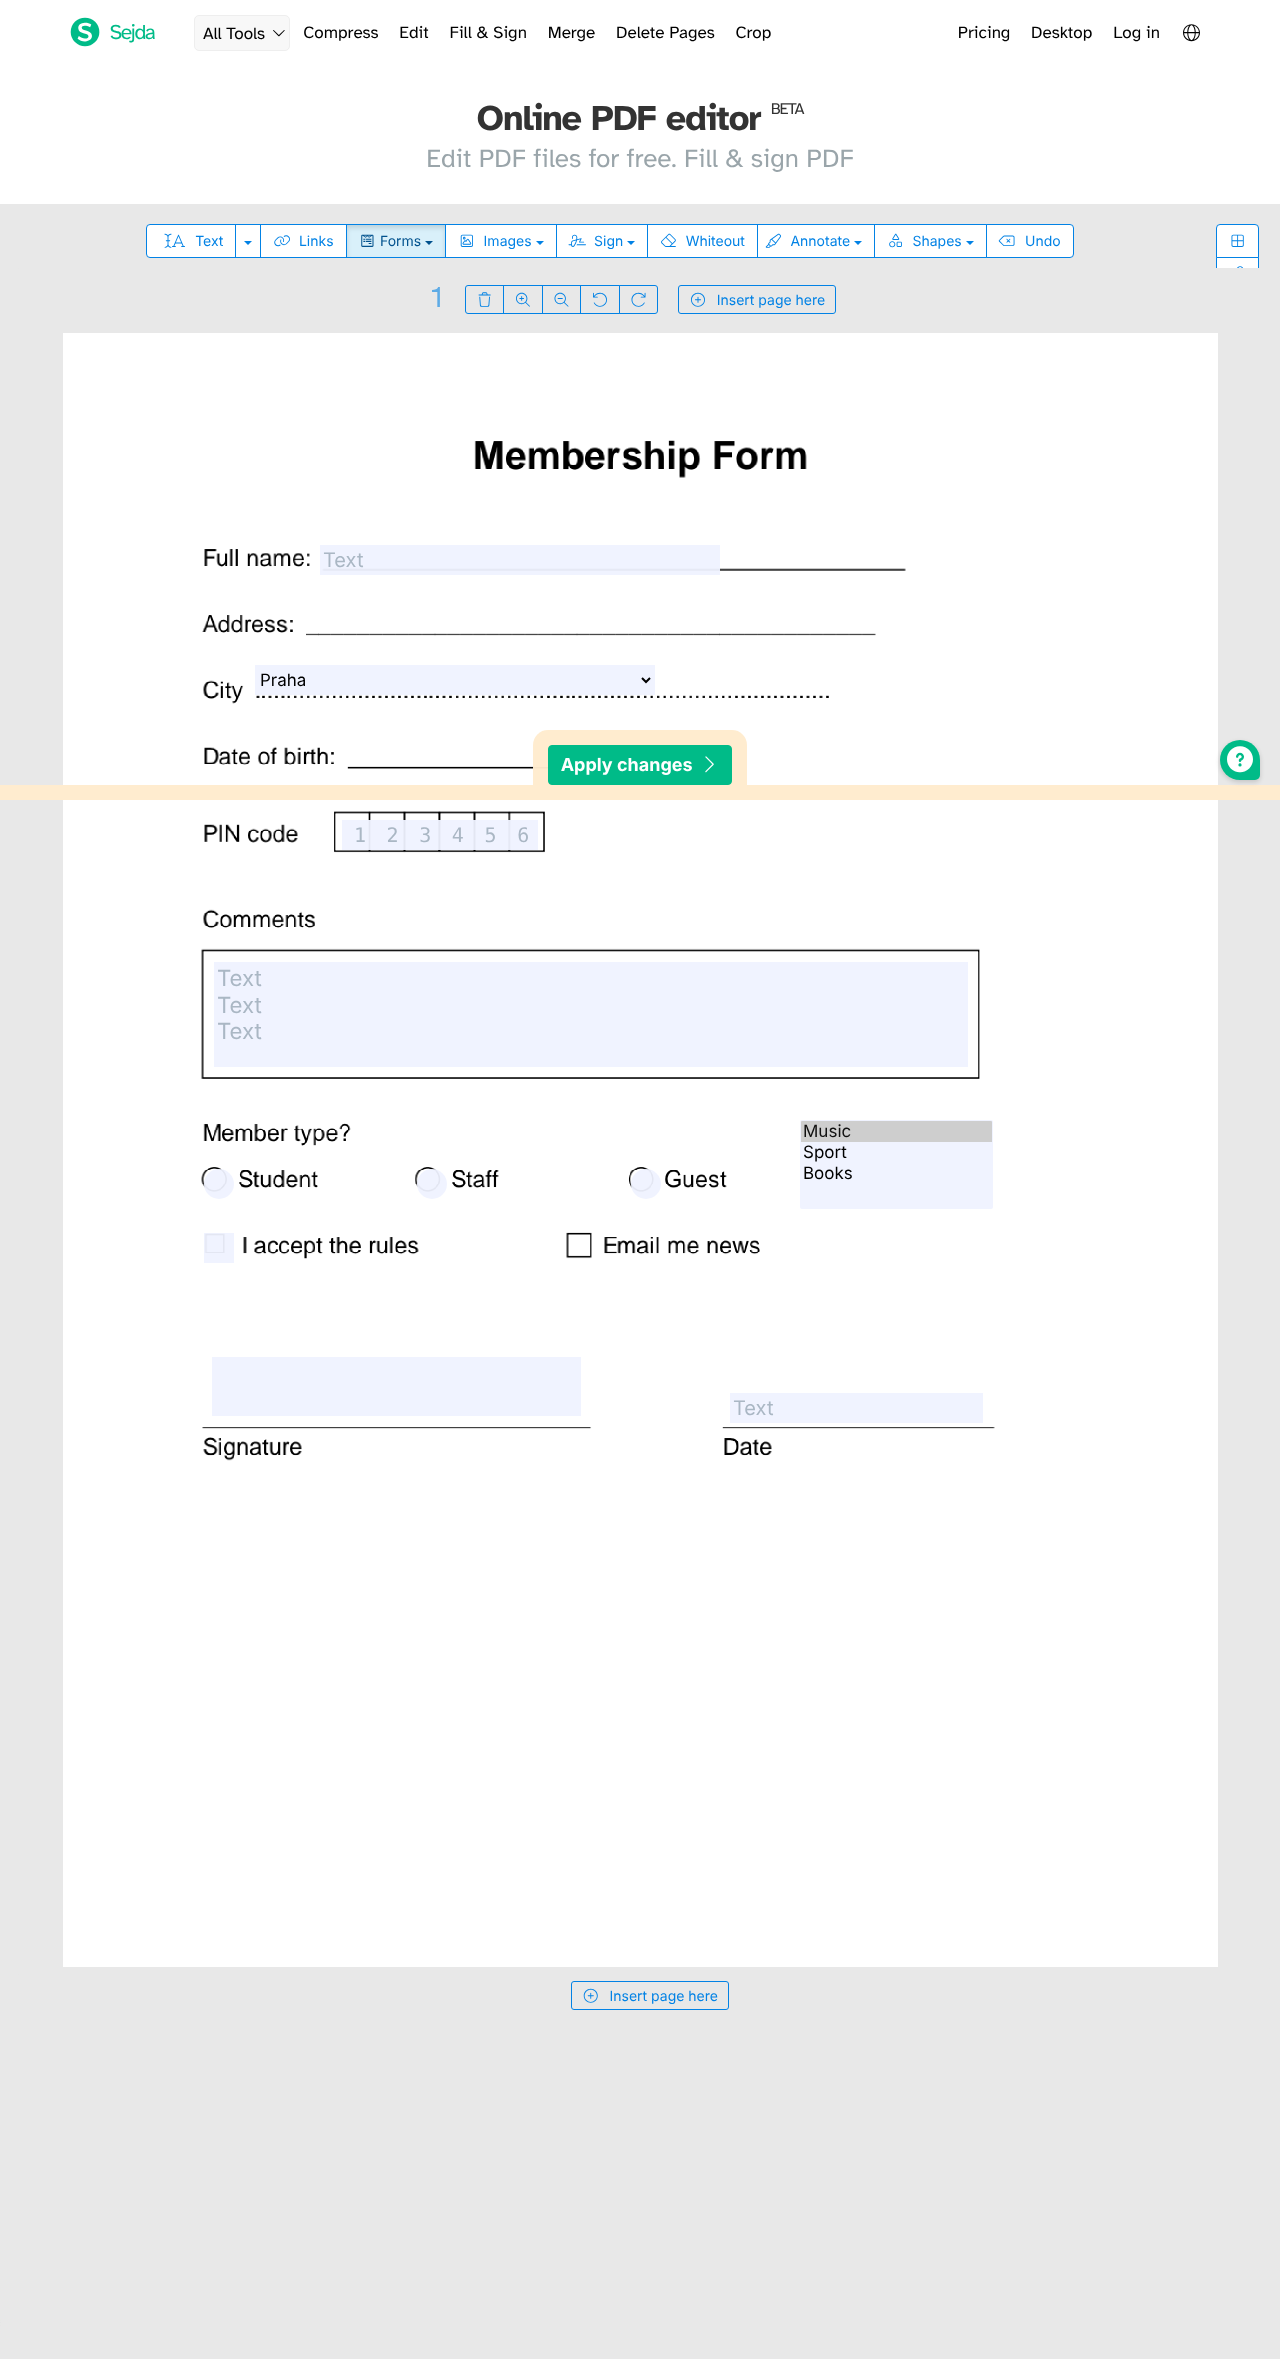 Sejda All Tools Compress Edit Fill & Sign Merge Delete Pages Crop Pricing Desktop Log in
Online PDF editor BETA
Edit PDF files for free. Fill & sign PDF
Text Links Forms Images Sign Whiteout Annotate Shapes Undo
1 Insert page here
Membership Form
Full name: Text
Address:
City Praha
Date of birth:
Apply changes
PIN code 1 2 3 4 5 6
Comments
Text
Text
Text
Member type?
Student Staff Guest
Music
Sport
Books
I accept the rules Email me news
Text
Signature Date
Insert page here